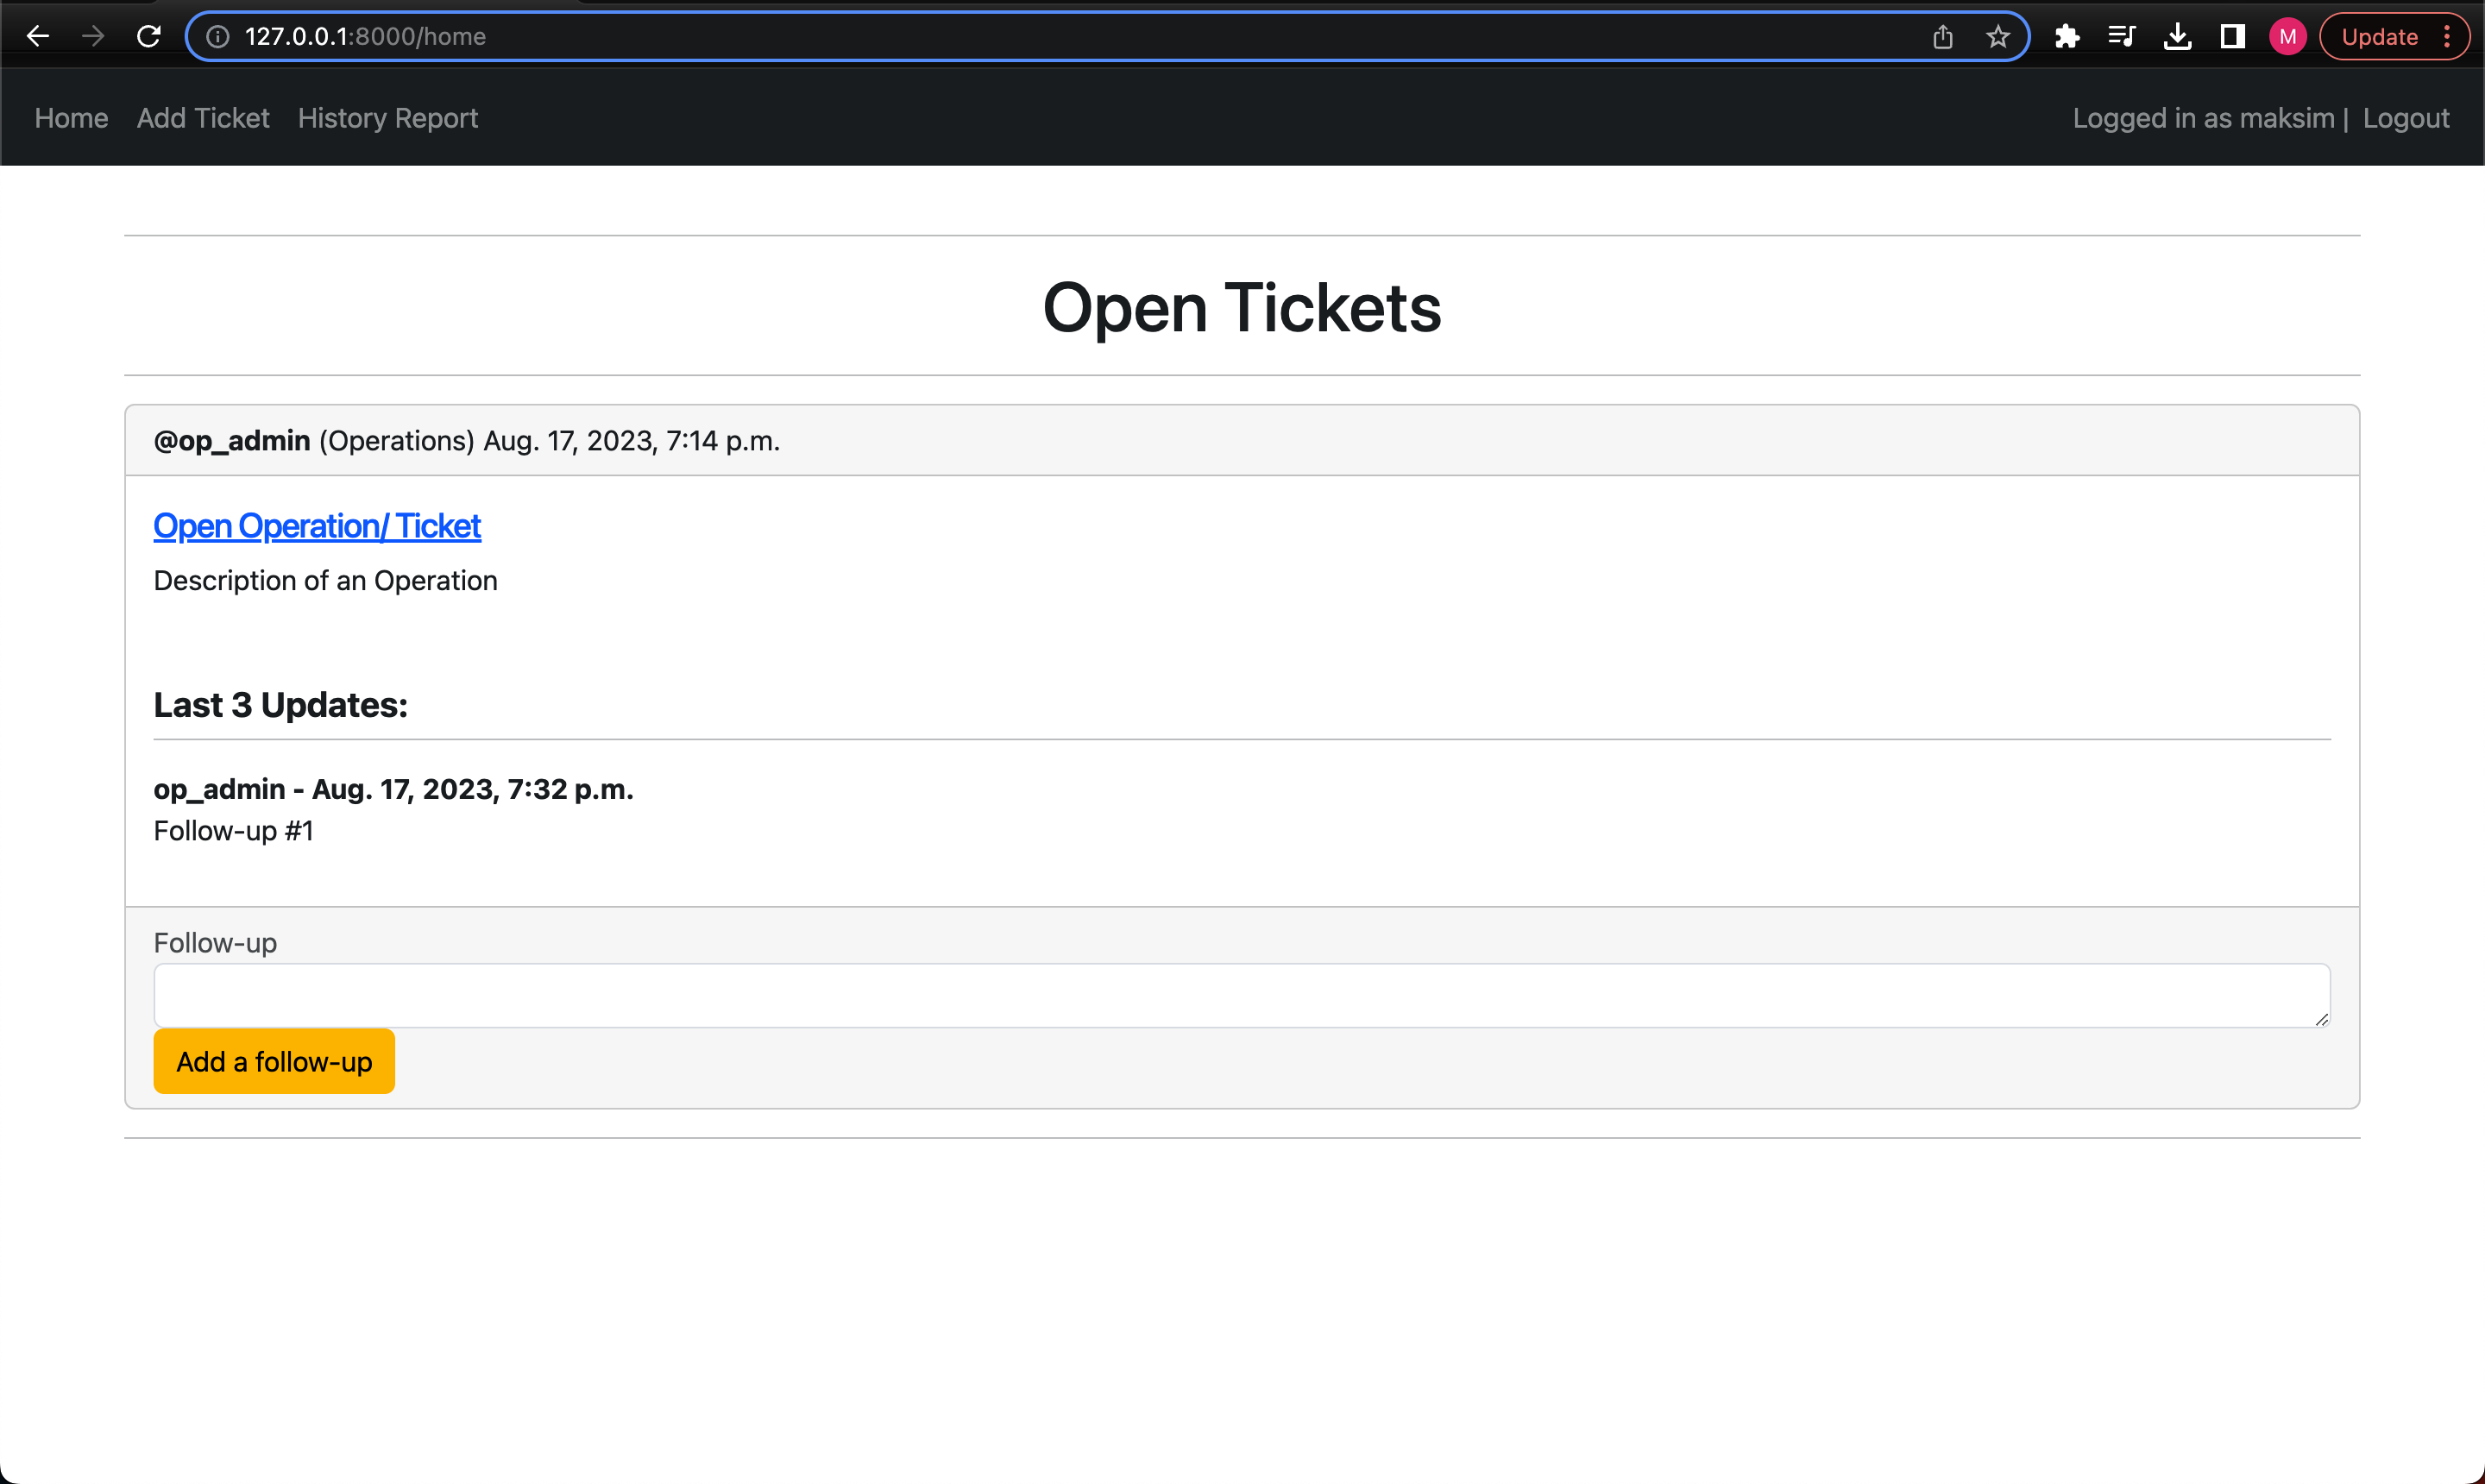 127.0.0.1:8000/home
M
Update
Home Add Ticket History Report
Logged in as maksim | Logout
Open Tickets
@op_admin (Operations) Aug. 17, 2023, 7:14 p.m.
Open Operation/ Ticket
Description of an Operation
Last 3 Updates:
op_admin - Aug. 17, 2023, 7:32 p.m.
Follow-up #1
Follow-up
Add a follow-up